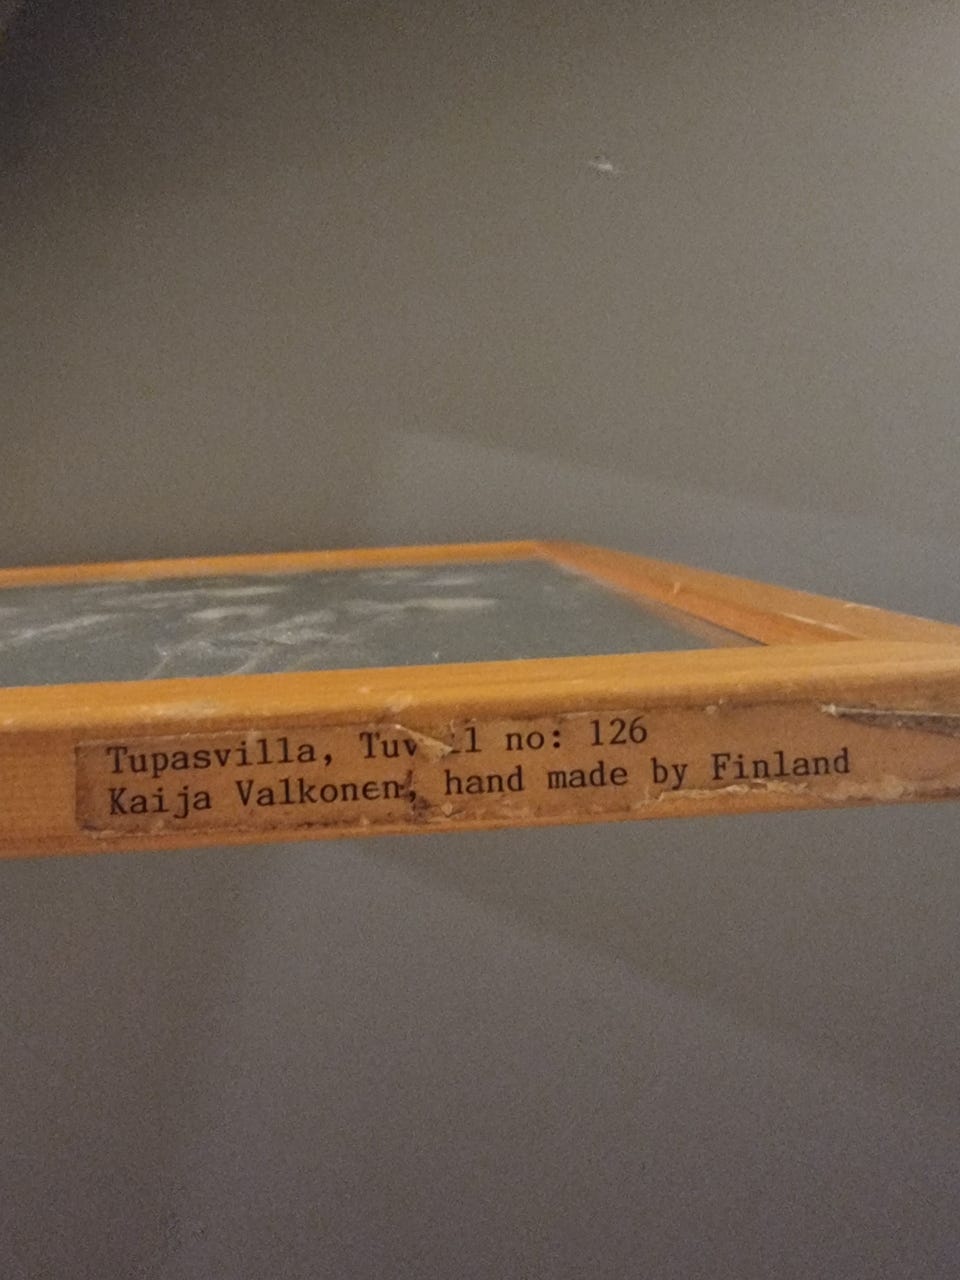 Tupasvilla, no: 126
Kaija Valkonen, hand made by Finland